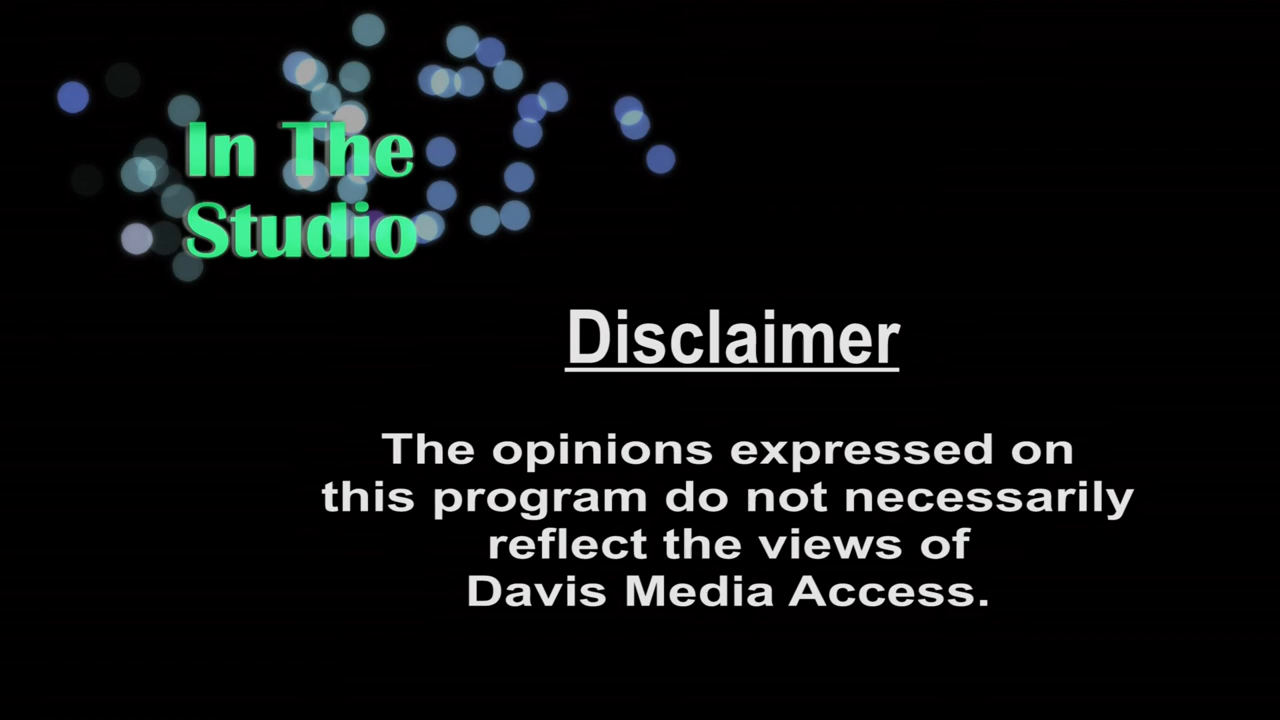 In The
Studio
Disclaimer
The opinions expressed on
this program do not necessarily
reflect the views of
Davis Media Access.